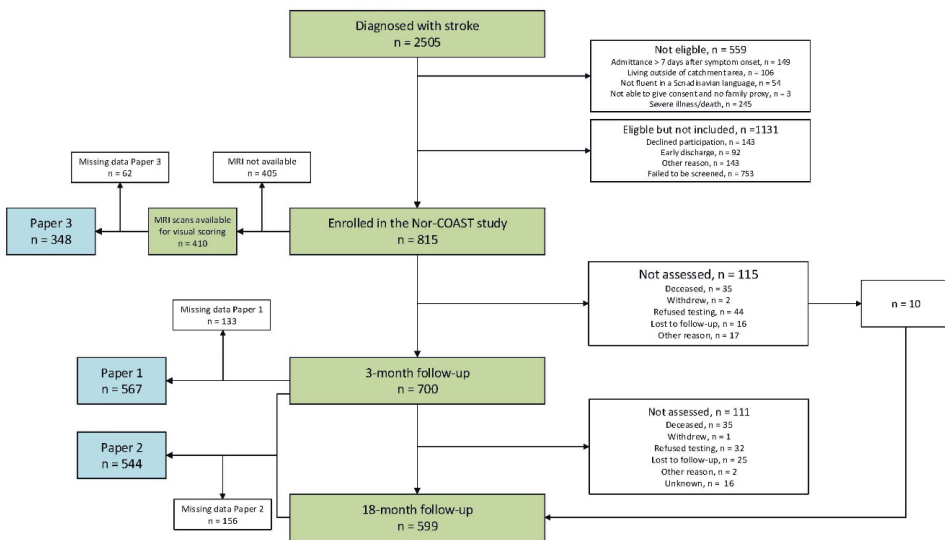 Diagnosed with stroke
n = 2505
Not eligible, n = 559
Admittance > 7 days after symptom onset, n = 149
Living outside of catchment area, n = 106
Not fluent in a Scnadinavian language, n = 54
Not able to give consent and no family proxy, n = 3
Severe illness/death, n = 245
Eligble but not included, n =1131
Declined participation, n = 143
Early discharge, n = 92
Other reason, n = 143
Failed to be screened, n = 753
Missing data Paper 3
n = 62
MRI not available
n = 405
Paper 3
n = 348
MRI scans available
for visual scoring
n = 410
Enrolled in the Nor-COAST study
n = 815
Not assessed, n = 115
Deceased, n = 35
Withdrew, n = 2
Refused testing, n = 44
Lost to follow-up, n = 16
Other reason, n = 17
n = 10
Missing data Paper 1
n = 133
Paper 1
n = 567
3-month follow-up
n = 700
Not assessed, n = 111
Deceased, n = 35
Withdrew, n = 1
Refused testing, n = 32
Lost to follow-up, n = 25
Other reason, n = 2
Unknown, n = 16
Paper 2
n = 544
Missing data Paper 2
n = 156
18-month follow-up
n = 599